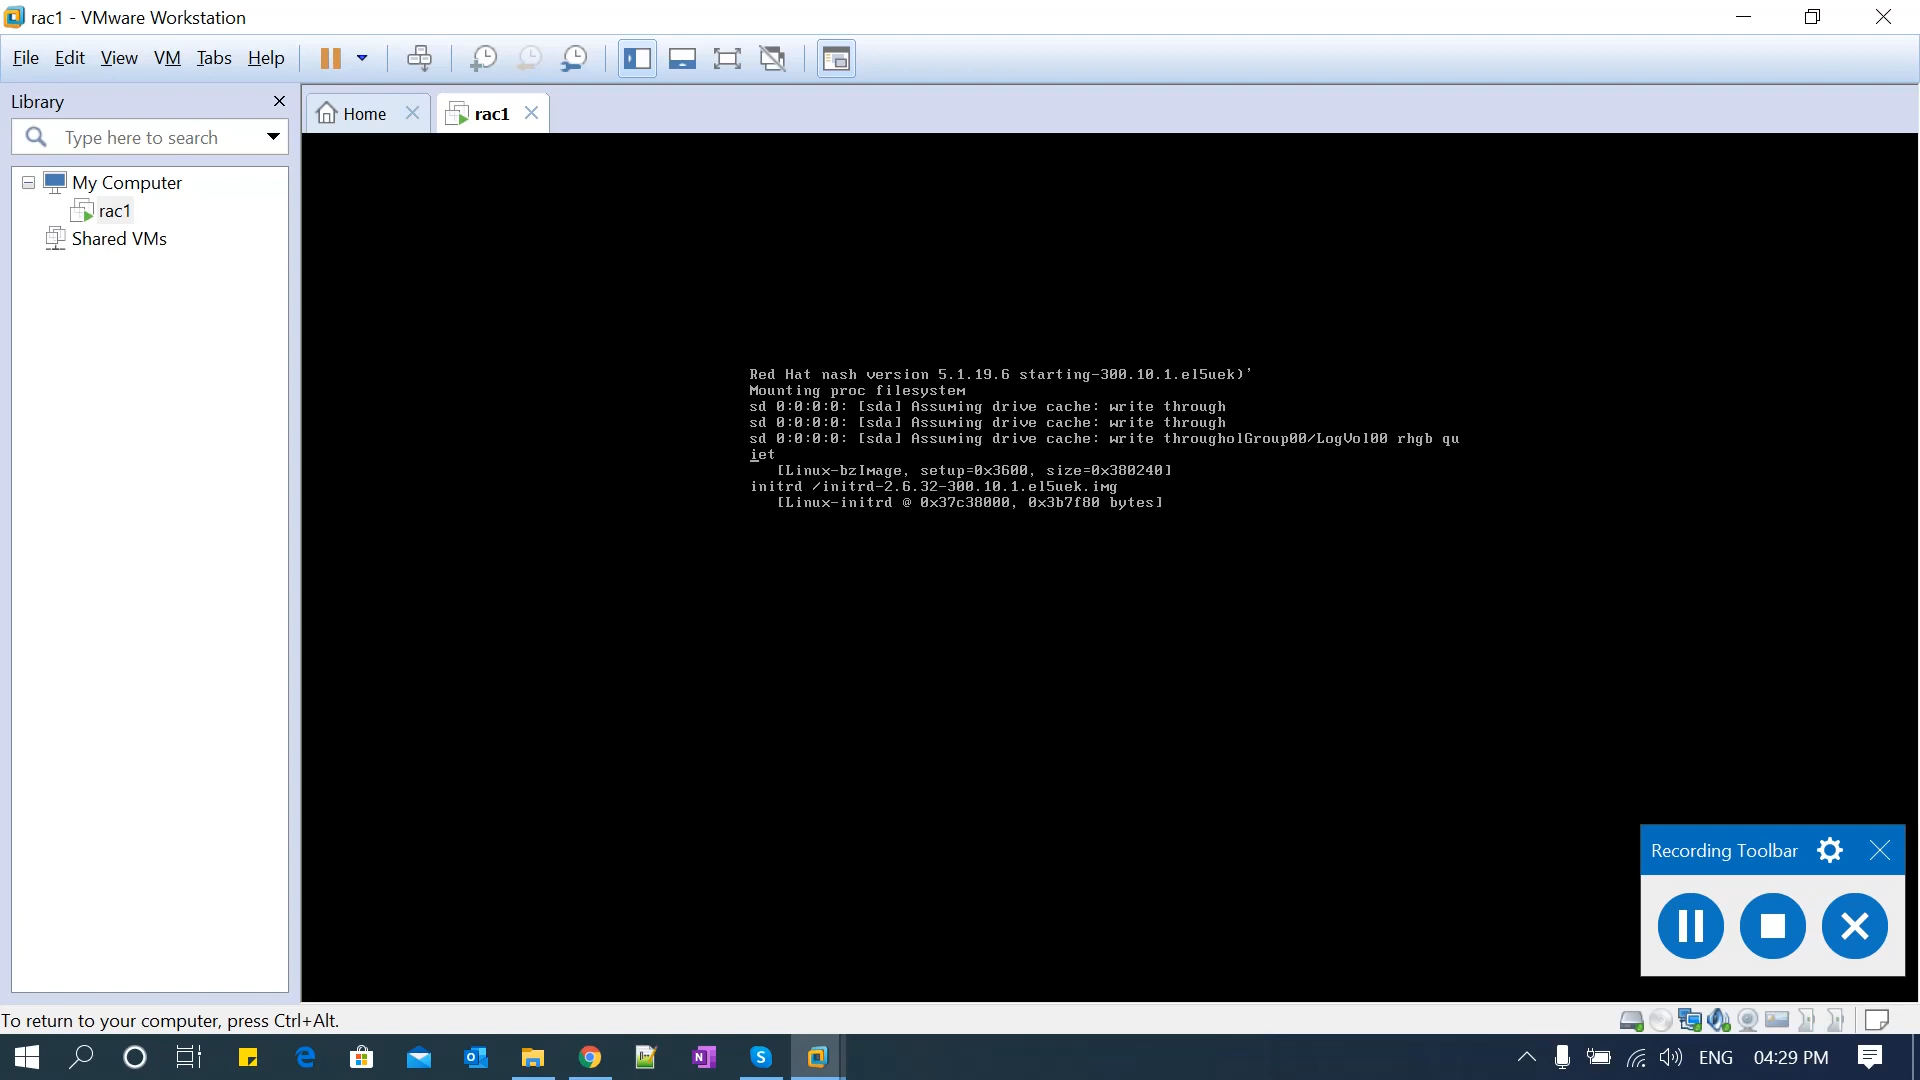 rac1 - VMware Workstation
File Edit View VM Tabs Help
Library
Type here to search
My Computer
rac1
Shared VMs
Home
rac1
Red Hat nash version 5.1.19.6 starting-300.10.1.el5uek)'
Mounting proc filesystem
sd 0:0:0:0: [sda] Assuming drive cache: write through
sd 0:0:0:0: [sda] Assuming drive cache: write through
sd 0:0:0:0: [sda] Assuming drive cache: write througholGroup00/LogVol00 rhgb qu
iet
[Linux-bzImage, setup=0x3600, size=0x380240]
initrd /initrd-2.6.32-300.10.1.el5uek.img
[Linux-initrd @ 0x37c38000, 0x3b7f80 bytes]
Recording Toolbar
To return to your computer, press Ctrl+Alt.
ENG 04:29 PM